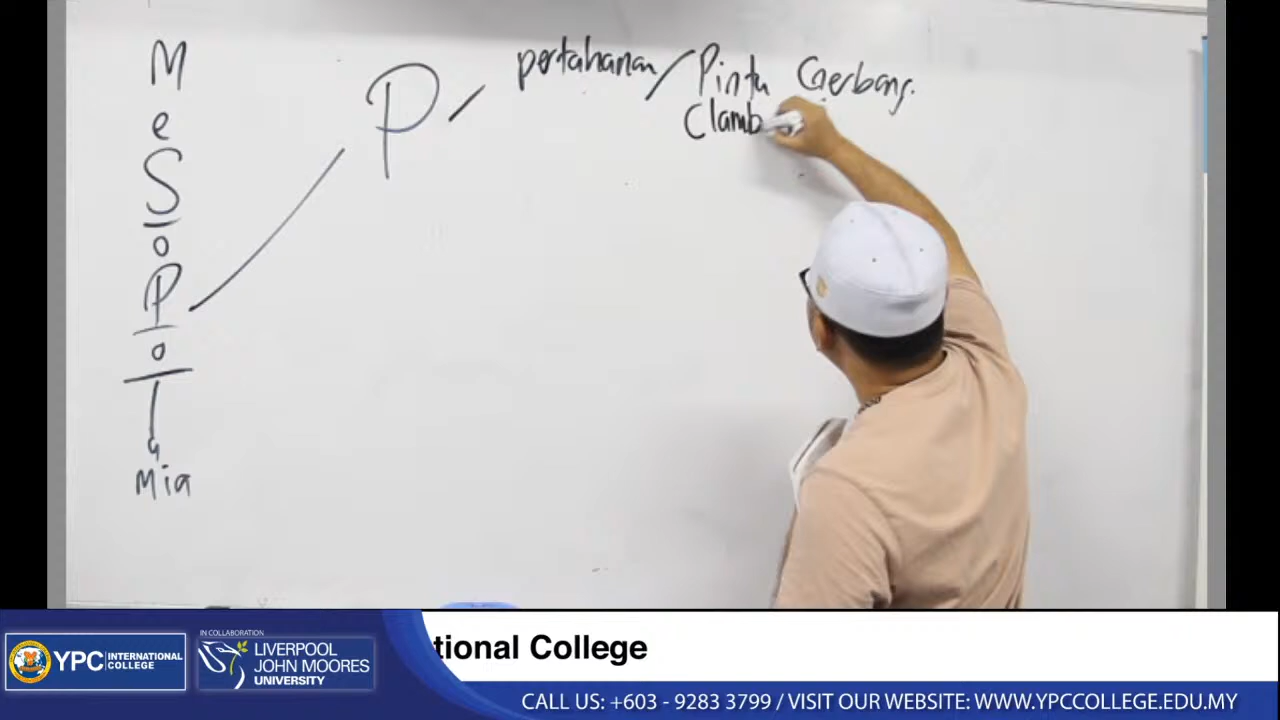 M
e
S
o
P
o
T
a
Mia
P
pertahanan / Pintu Gerbang.
(lamb
YPC INTERNATIONAL COLLEGE
IN COLLABORATION
LIVERPOOL
JOHN MOORES
UNIVERSITY
tional College
CALL US: +603 - 9283 3799 / VISIT OUR WEBSITE: WWW.YPCCOLLEGE.EDU.MY